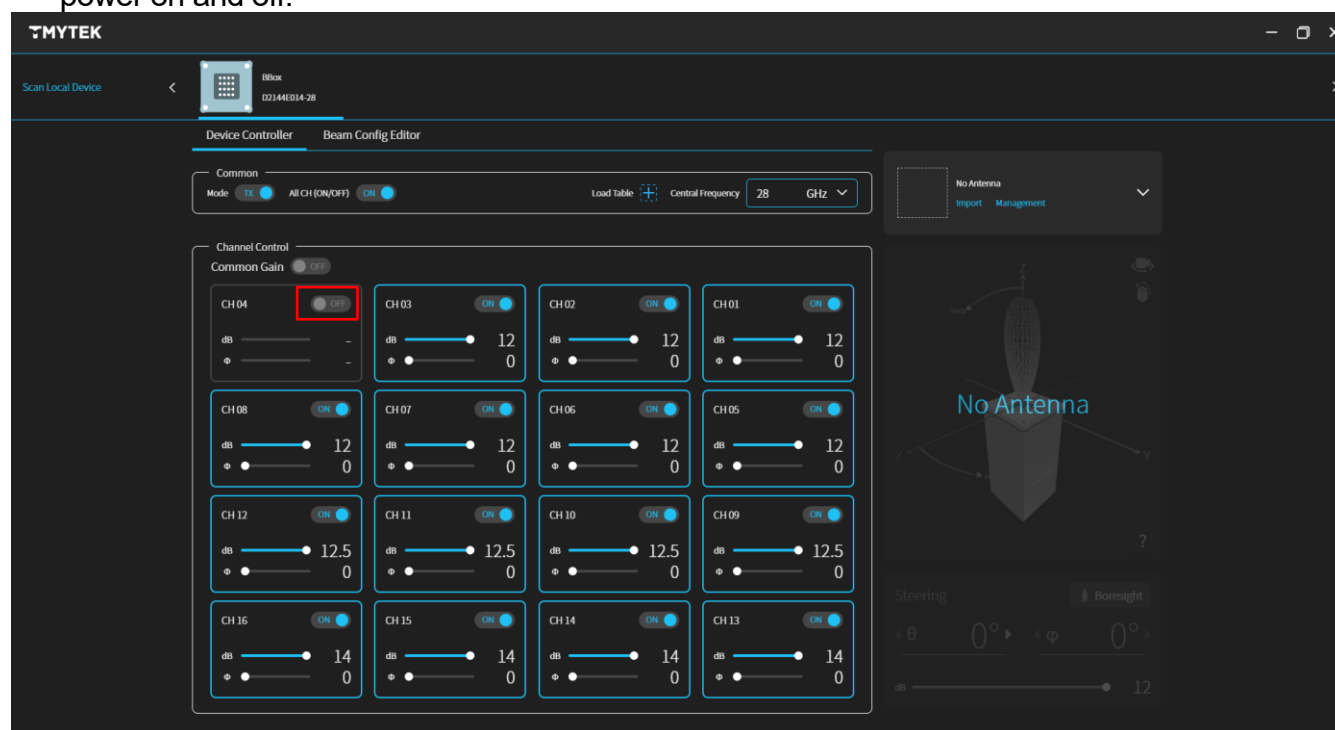 power on and off.
TMYTEK
Scan Local Device
BBox
D2144E014-28
Device Controller Beam Config Editor
Common
Mode TX All CH (ON/OFF) ON Load Table Central Frequency 28 GHz
No Antenna
Import Management
Channel Control
Common Gain OFF
CH 04 OFF CH 03 ON CH 02 ON CH 01 ON
dB - dB 12 dB 12 dB 12
Φ - Φ 0 Φ 0 Φ 0
CH 08 ON CH 07 ON CH 06 ON CH 05 ON
dB 12 dB 12 dB 12 dB 12
Φ 0 Φ 0 Φ 0 Φ 0
CH 12 ON CH 11 ON CH 10 ON CH 09 ON
dB 12.5 dB 12.5 dB 12.5 dB 12.5
Φ 0 Φ 0 Φ 0 Φ 0
CH 16 ON CH 15 ON CH 14 ON CH 13 ON
dB 14 dB 14 dB 14 dB 14
Φ 0 Φ 0 Φ 0 Φ 0
Z
Theta
No Antenna
X Y
?
Steering Boresight
θ 0° φ 0°
dB 12